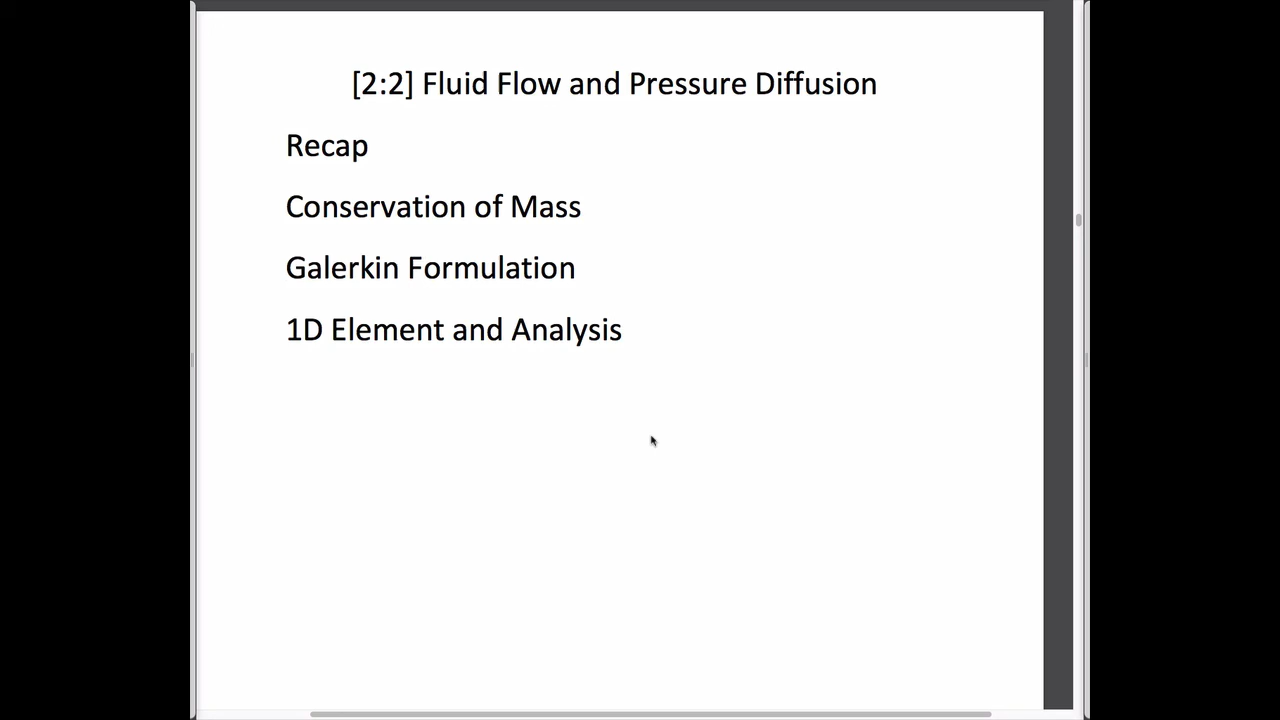 [2:2] Fluid Flow and Pressure Diffusion
Recap
Conservation of Mass
Galerkin Formulation
1D Element and Analysis